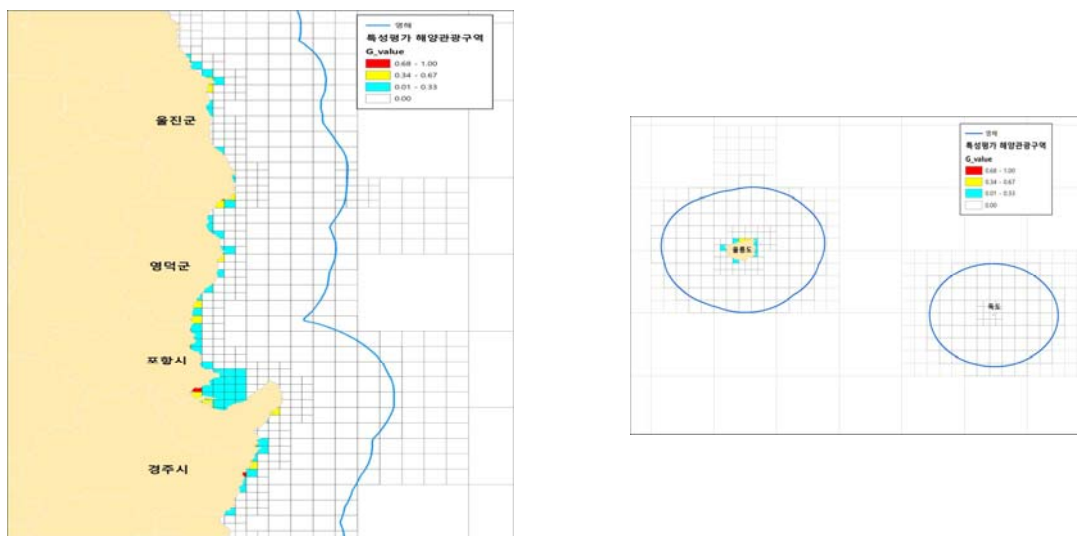 영해
특성평가 해양관광구역
G_value
0.68 - 1.00
0.34 - 0.67
0.01 - 0.33
0.00
울진군
영덕군
포항시
경주시
영해
특성평가 해양관광구역
G_value
0.68 - 1.00
0.34 - 0.67
0.01 - 0.33
0.00
울릉도
독도